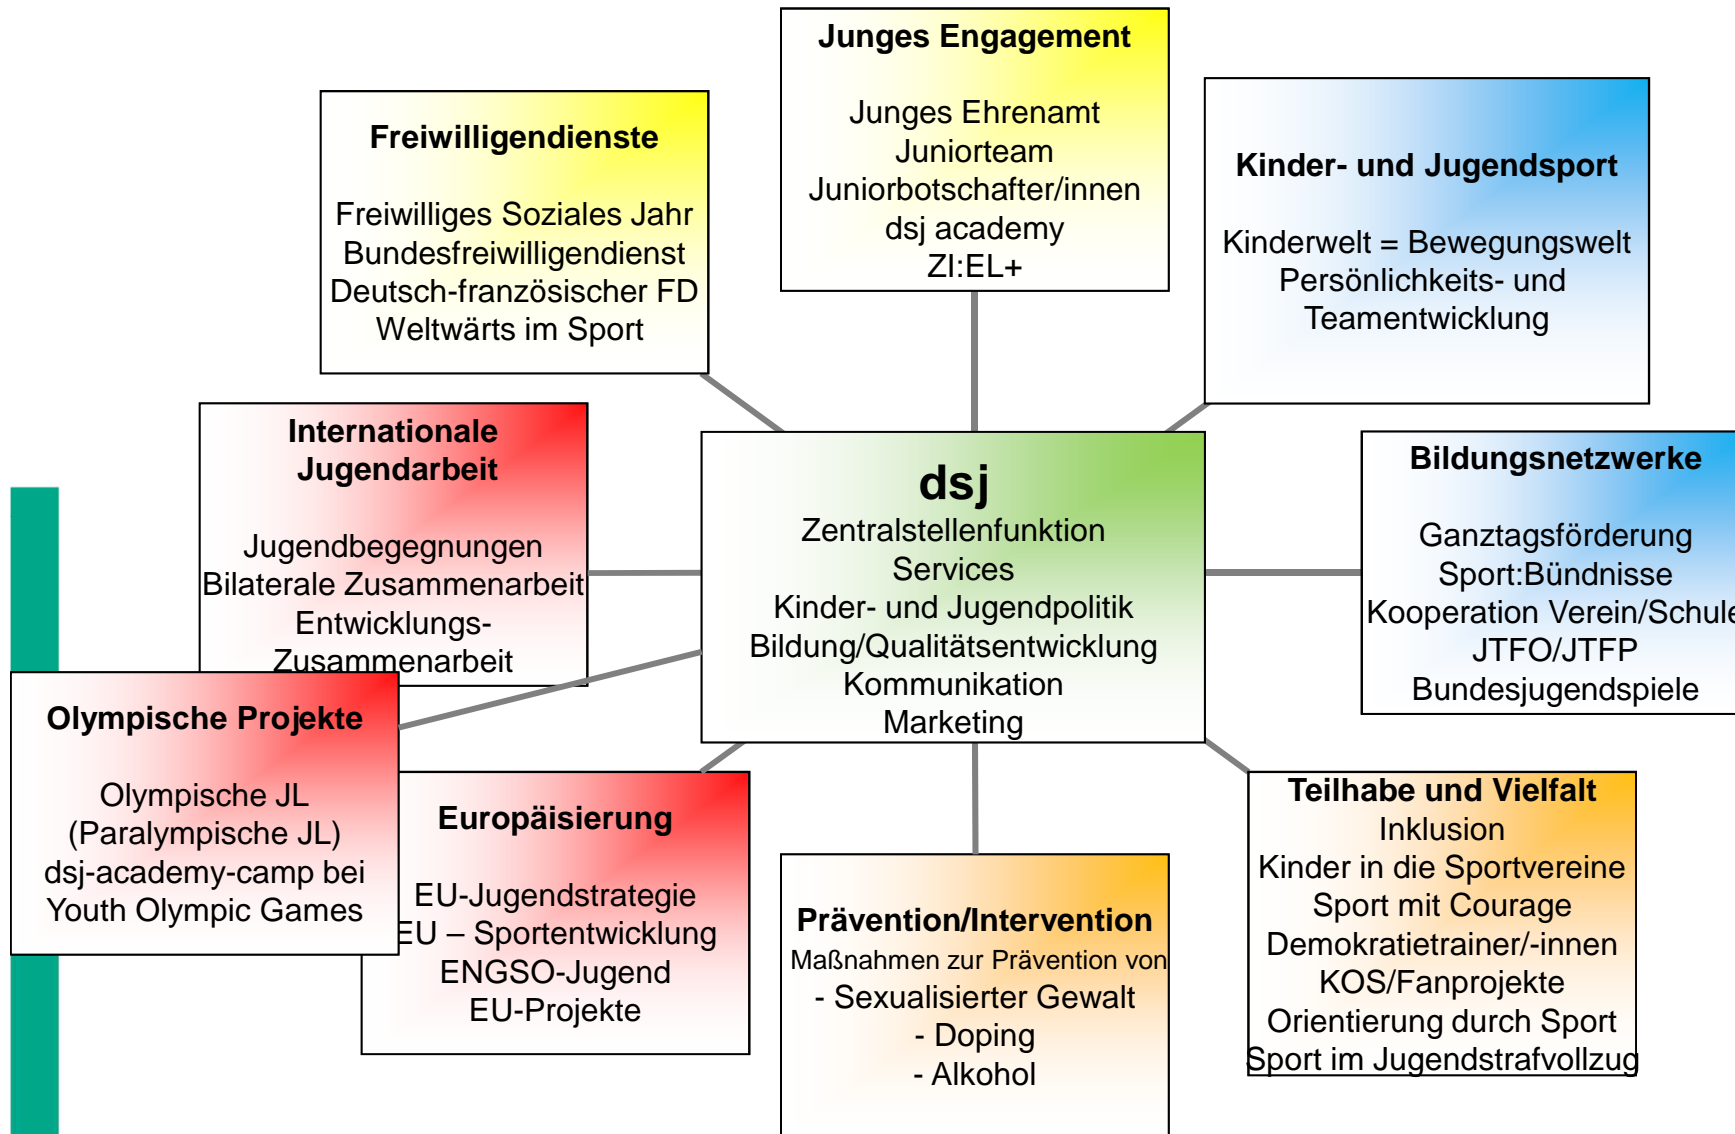 Junges Engagement
Junges Ehrenamt
Juniorteam
Juniorbotschafter/innen
dsj academy
ZI:EL+
Freiwilligendienste
Freiwilliges Soziales Jahr
Bundesfreiwilligendienst
Deutsch-französischer FD
Weltwärts im Sport
Kinder- und Jugendsport
Kinderwelt = Bewegungswelt
Persönlichkeits- und
Teamentwicklung
Internationale
Jugendarbeit
Jugendbegegnungen
Bilaterale Zusammenarbeit
Entwicklungs-
Zusammenarbeit
dsj
Zentralstellenfunktion
Services
Kinder- und Jugendpolitik
Bildung/Qualitätsentwicklung
Kommunikation
Marketing
Bildungsnetzwerke
Ganztagsförderung
Sport:Bündnisse
Kooperation Verein/Schule
JTFO/JTFP
Bundesjugendspiele
Olympische Projekte
Olympische JL
(Paralympische JL)
dsj-academy-camp bei
Youth Olympic Games
Europäisierung
EU-Jugendstrategie
EU – Sportentwicklung
ENGSO-Jugend
EU-Projekte
Prävention/Intervention
Maßnahmen zur Prävention von
- Sexualisierter Gewalt
- Doping
- Alkohol
Teilhabe und Vielfalt
Inklusion
Kinder in die Sportvereine
Sport mit Courage
Demokratietrainer/-innen
KOS/Fanprojekte
Orientierung durch Sport
Sport im Jugendstrafvollzug